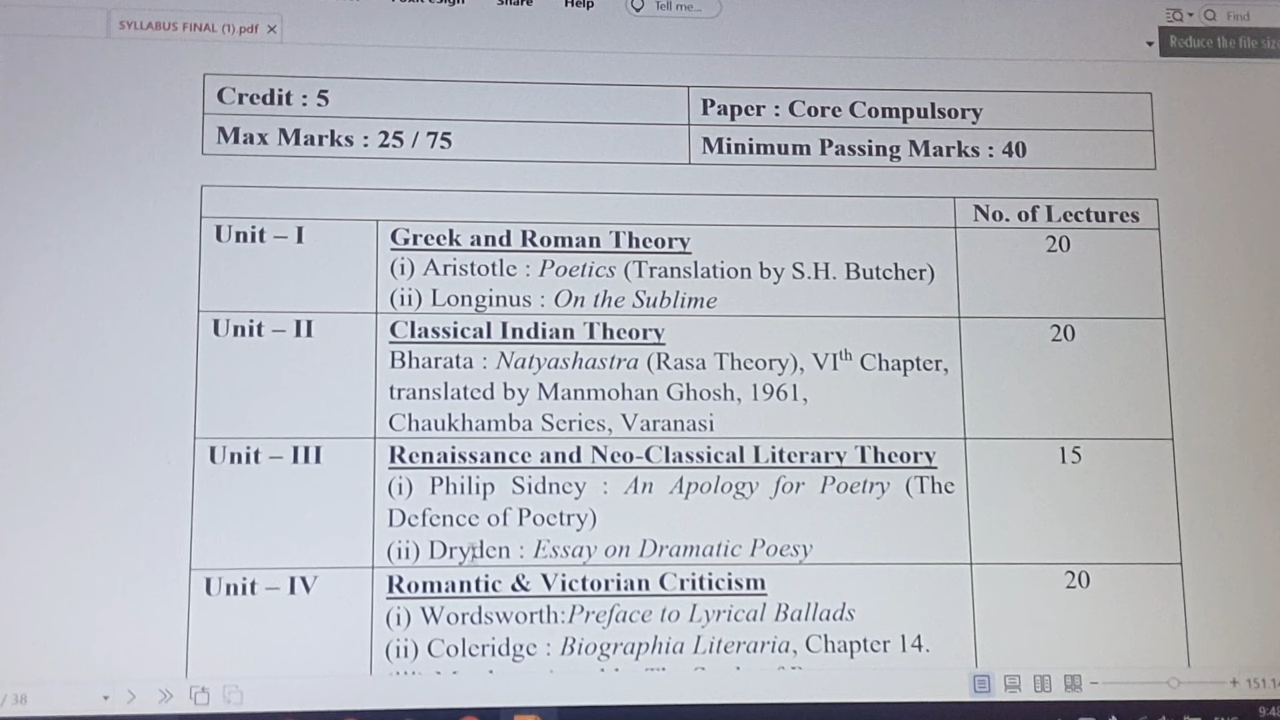 Share Help Tell me...
SYLLABUS FINAL (1).pdf ×
Find
Reduce the file
Credit : 5
Paper : Core Compulsory
Max Marks : 25 / 75
Minimum Passing Marks : 40
No. of Lectures
Unit – I
Greek and Roman Theory
20
(i) Aristotle : Poetics (Translation by S.H. Butcher)
(ii) Longinus : On the Sublime
Unit – II
Classical Indian Theory
20
Bharata : Natyashastra (Rasa Theory), VIth Chapter,
translated by Manmohan Ghosh, 1961,
Chaukhamba Series, Varanasi
Unit – III
Renaissance and Neo-Classical Literary Theory
15
(i) Philip Sidney : An Apology for Poetry (The
Defence of Poetry)
(ii) Dryden : Essay on Dramatic Poesy
Unit – IV
Romantic & Victorian Criticism
20
(i) Wordsworth:Preface to Lyrical Ballads
(ii) Coleridge : Biographia Literaria, Chapter 14.
/ 38